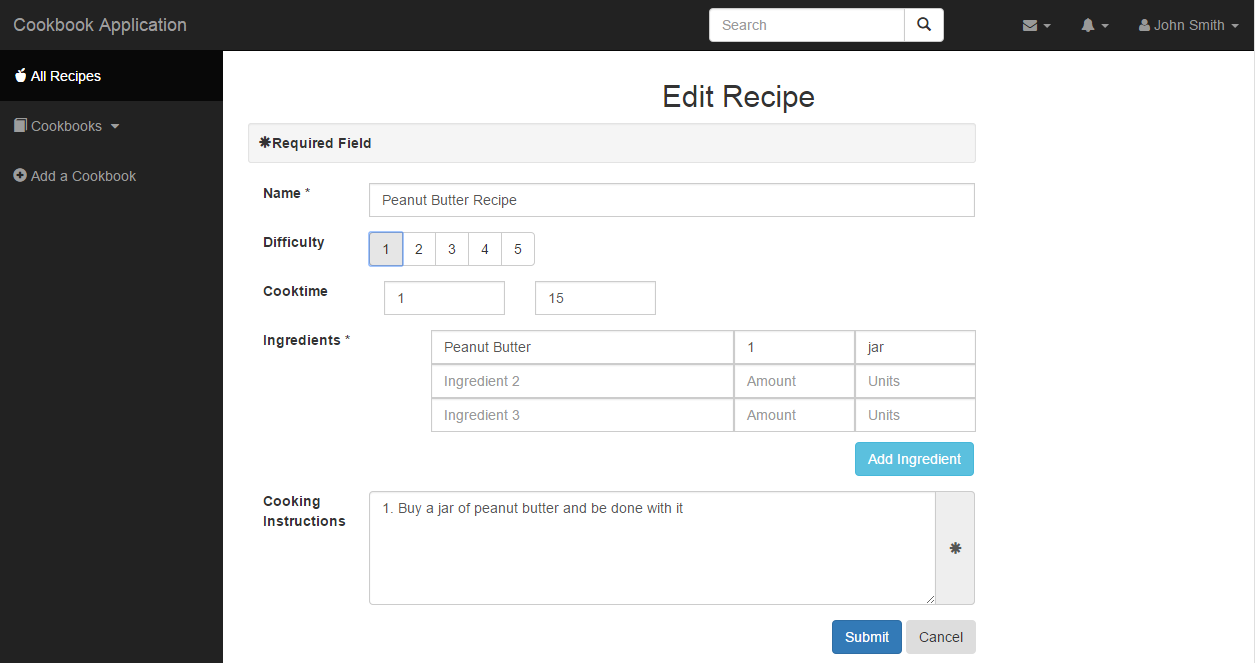 Cookbook Application
Search
John Smith
All Recipes
Cookbooks
Add a Cookbook
Edit Recipe
✱Required Field
Name *
Peanut Butter Recipe
Difficulty
1 2 3 4 5
Cooktime
1 15
Ingredients *
Peanut Butter 1 jar
Ingredient 2 Amount Units
Ingredient 3 Amount Units
Add Ingredient
Cooking
Instructions
1. Buy a jar of peanut butter and be done with it
✱
Submit Cancel